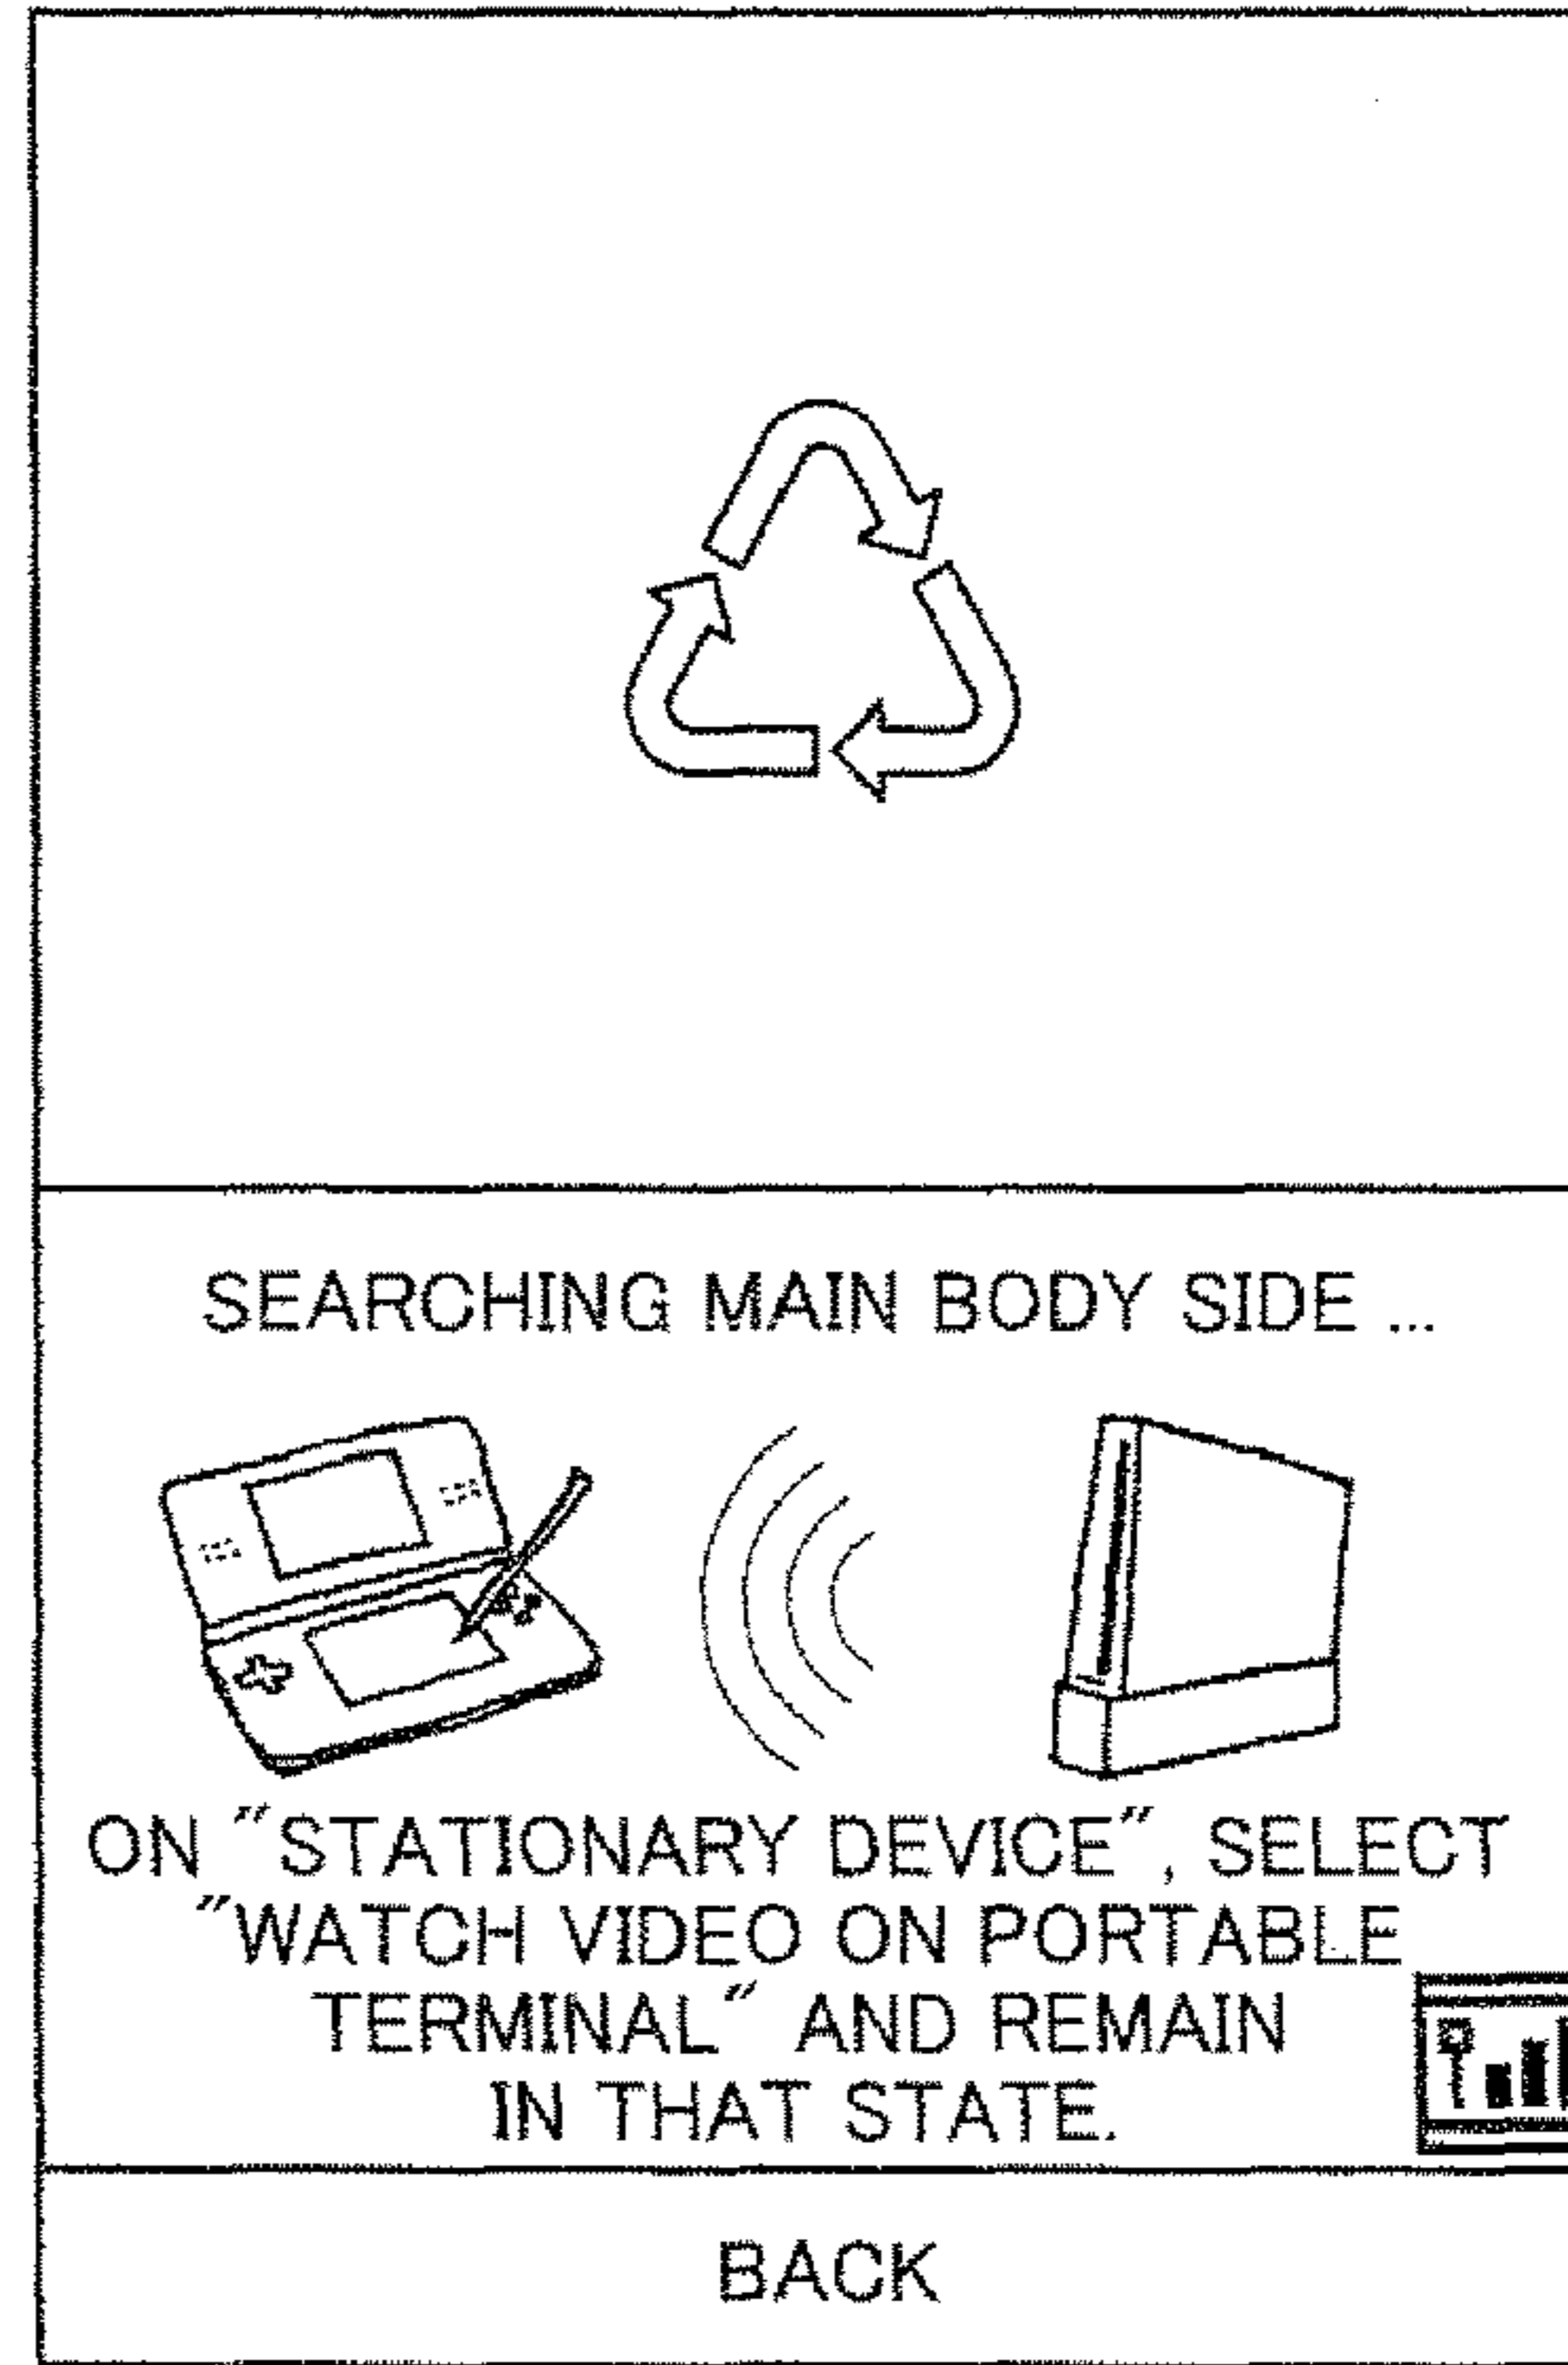 SEARCHING MAIN BODY SIDE ...
ON "STATIONARY DEVICE", SELECT
"WATCH VIDEO ON PORTABLE
TERMINAL" AND REMAIN
IN THAT STATE.
BACK